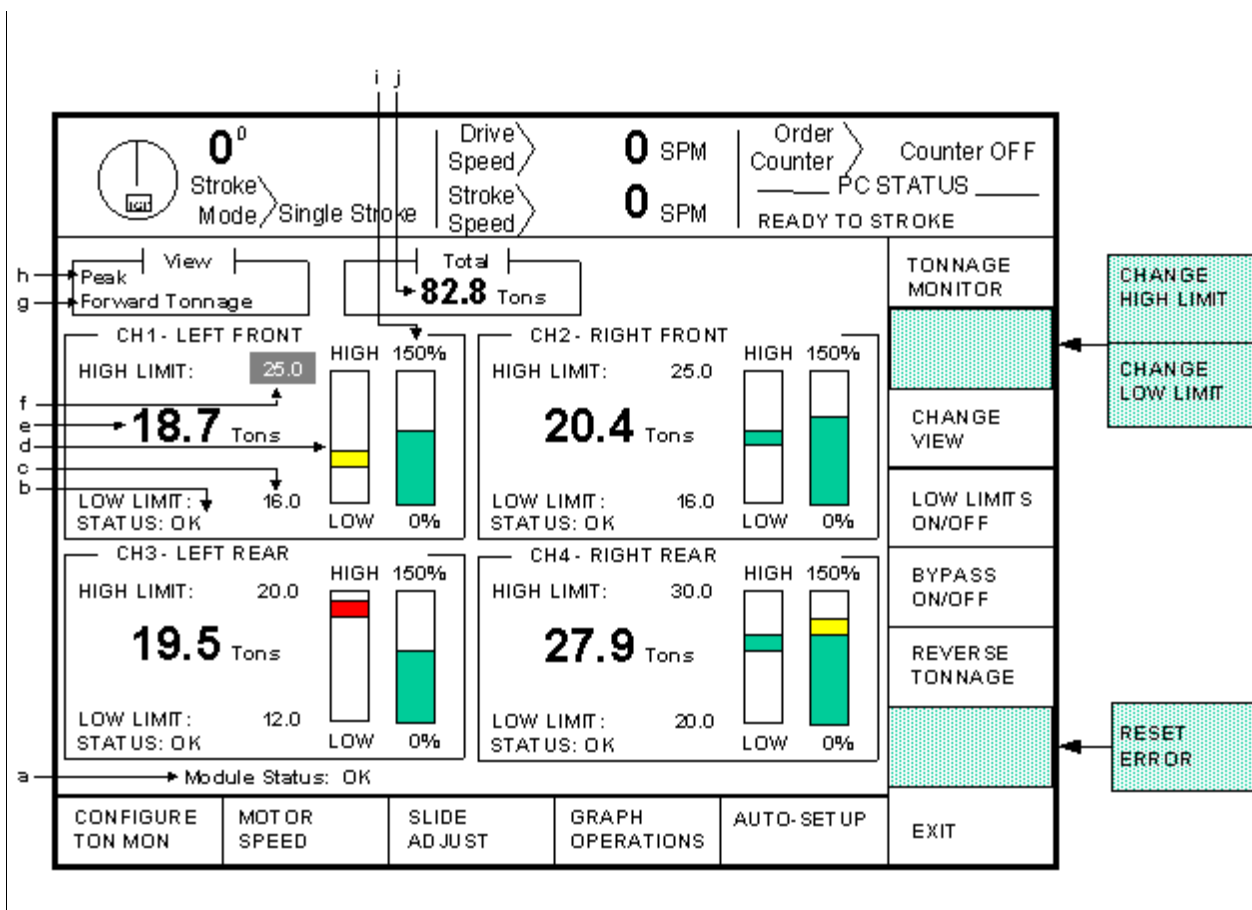 i j
0°
Stroke
Mode
Single Stroke
Drive
Speed
0 SPM
Stroke
Speed
0 SPM
Order
Counter
Counter OFF
PC STATUS
READY TO STROKE
h
View
Peak
g
Forward Tonnage
Total
82.8 Tons
CH1- LEFT FRONT
HIGH LIMIT: 25.0
HIGH 150%
f
e
18.7 Tons
d
c
b
LOW LIMIT: 16.0
STATUS: OK
LOW 0%
CH2- RIGHT FRONT
HIGH LIMIT: 25.0
HIGH 150%
20.4 Tons
LOW LIMIT: 16.0
STATUS: OK
LOW 0%
CH3- LEFT REAR
HIGH LIMIT: 20.0
HIGH 150%
19.5 Tons
LOW LIMIT: 12.0
STATUS: OK
LOW 0%
CH4- RIGHT REAR
HIGH LIMIT: 30.0
HIGH 150%
27.9 Tons
LOW LIMIT: 20.0
STATUS: OK
LOW 0%
a
Module Status: OK
TONNAGE
MONITOR
CHANGE
VIEW
LOW LIMITS
ON/OFF
BYPASS
ON/OFF
REVERSE
TONNAGE
EXIT
CHANGE
HIGH LIMIT
CHANGE
LOW LIMIT
RESET
ERROR
CONFIGURE
TON MON
MOTOR
SPEED
SLIDE
ADJUST
GRAPH
OPERATIONS
AUTO-SETUP